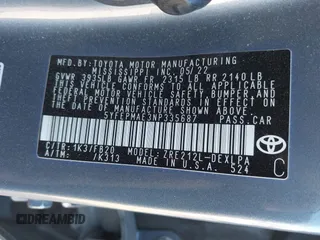 MFD.BY:TOYOTA MOTOR MANUFACTURING
MISSISSIPPI, INC. 05/22
GVWR 3935LB GAWR FR 2315LB RR 2140LB
THIS VEHICLE CONFORMS TO ALL APPLICABLE
FEDERAL MOTOR VEHICLE SAFETY, BUMPER, AND
THEFT PREVENTION STANDARDS IN EFFECT ON THE
DATE OF MANUFACTURE SHOWN ABOVE.
5YFEPMAE3NP335687 PASS.CAR
C/TR:1K3/FB20
MODEL: ZRE212L-DEXLPA
A/TM: /K313
MADE IN U.S.A. 524
TOYOTA
C
DREAMBID